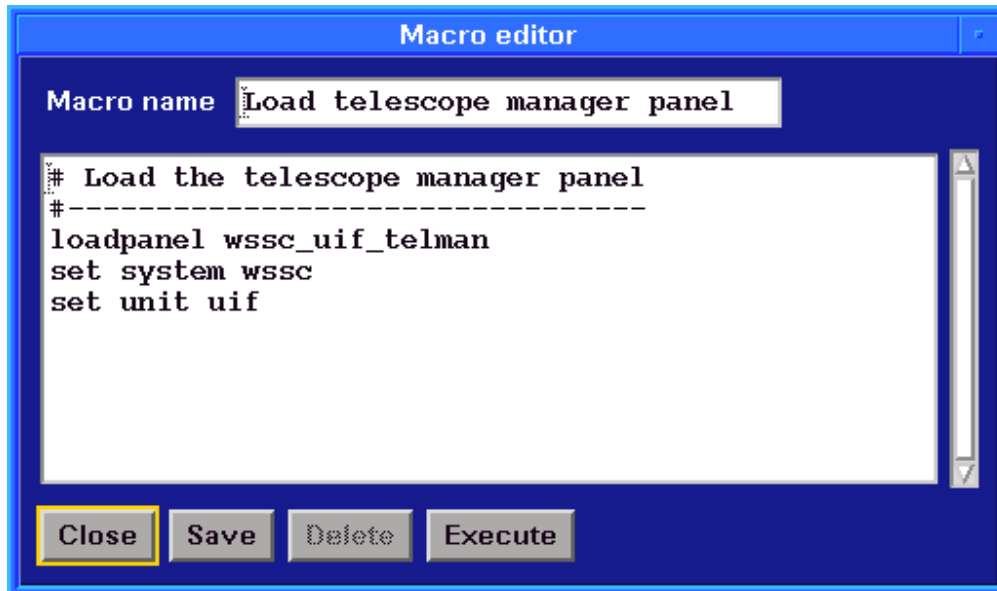 Macro editor
Macro name Load telescope manager panel
# Load the telescope manager panel
#---------------------------------
loadpanel wssc_uif_telman
set system wssc
set unit uif
Close Save Delete Execute